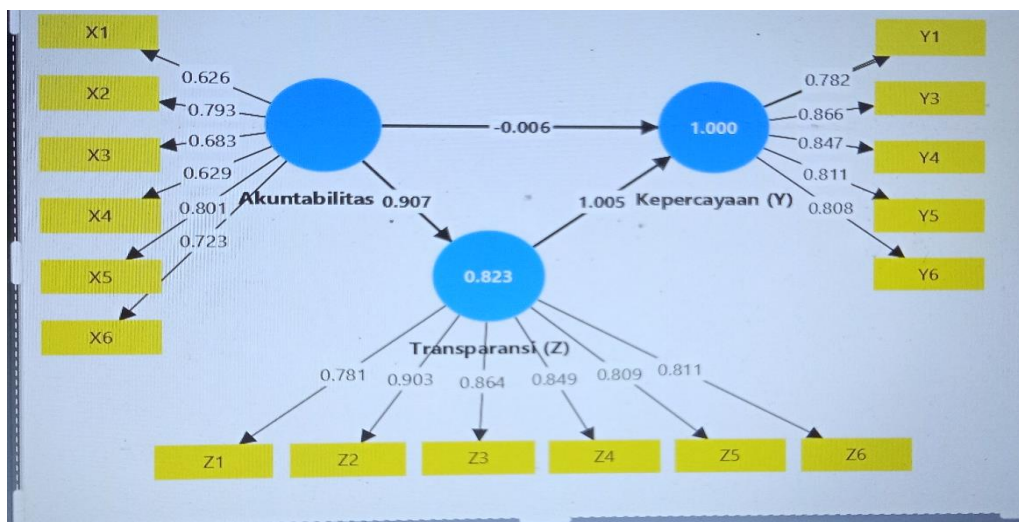 X1
X2
X3
X4
X5
X6
0.626
0.793
0.683
0.629
0.801
0.723
Akuntabilitas
0.907
-0.006
1.005
1.000
Kepercayaan (Y)
0.782
0.866
0.847
0.811
0.808
Y1
Y3
Y4
Y5
Y6
0.823
Transparansi (Z)
0.781
0.903
0.864
0.849
0.809
0.811
Z1
Z2
Z3
Z4
Z5
Z6